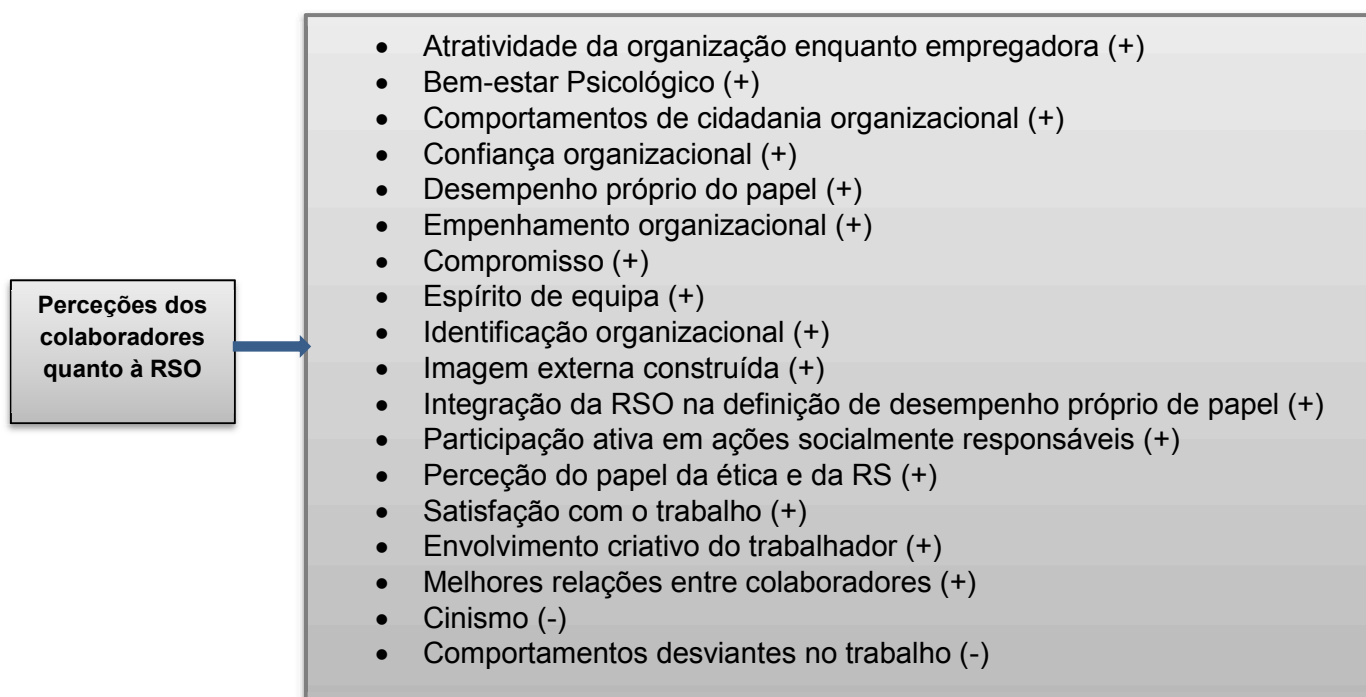 Perceções dos
colaboradores
quanto à RSO
• Atratividade da organização enquanto empregadora (+)
• Bem-estar Psicológico (+)
• Comportamentos de cidadania organizacional (+)
• Confiança organizacional (+)
• Desempenho próprio do papel (+)
• Empenhamento organizacional (+)
• Compromisso (+)
• Espírito de equipa (+)
• Identificação organizacional (+)
• Imagem externa construída (+)
• Integração da RSO na definição de desempenho próprio de papel (+)
• Participação ativa em ações socialmente responsáveis (+)
• Perceção do papel da ética e da RS (+)
• Satisfação com o trabalho (+)
• Envolvimento criativo do trabalhador (+)
• Melhores relações entre colaboradores (+)
• Cinismo (-)
• Comportamentos desviantes no trabalho (-)